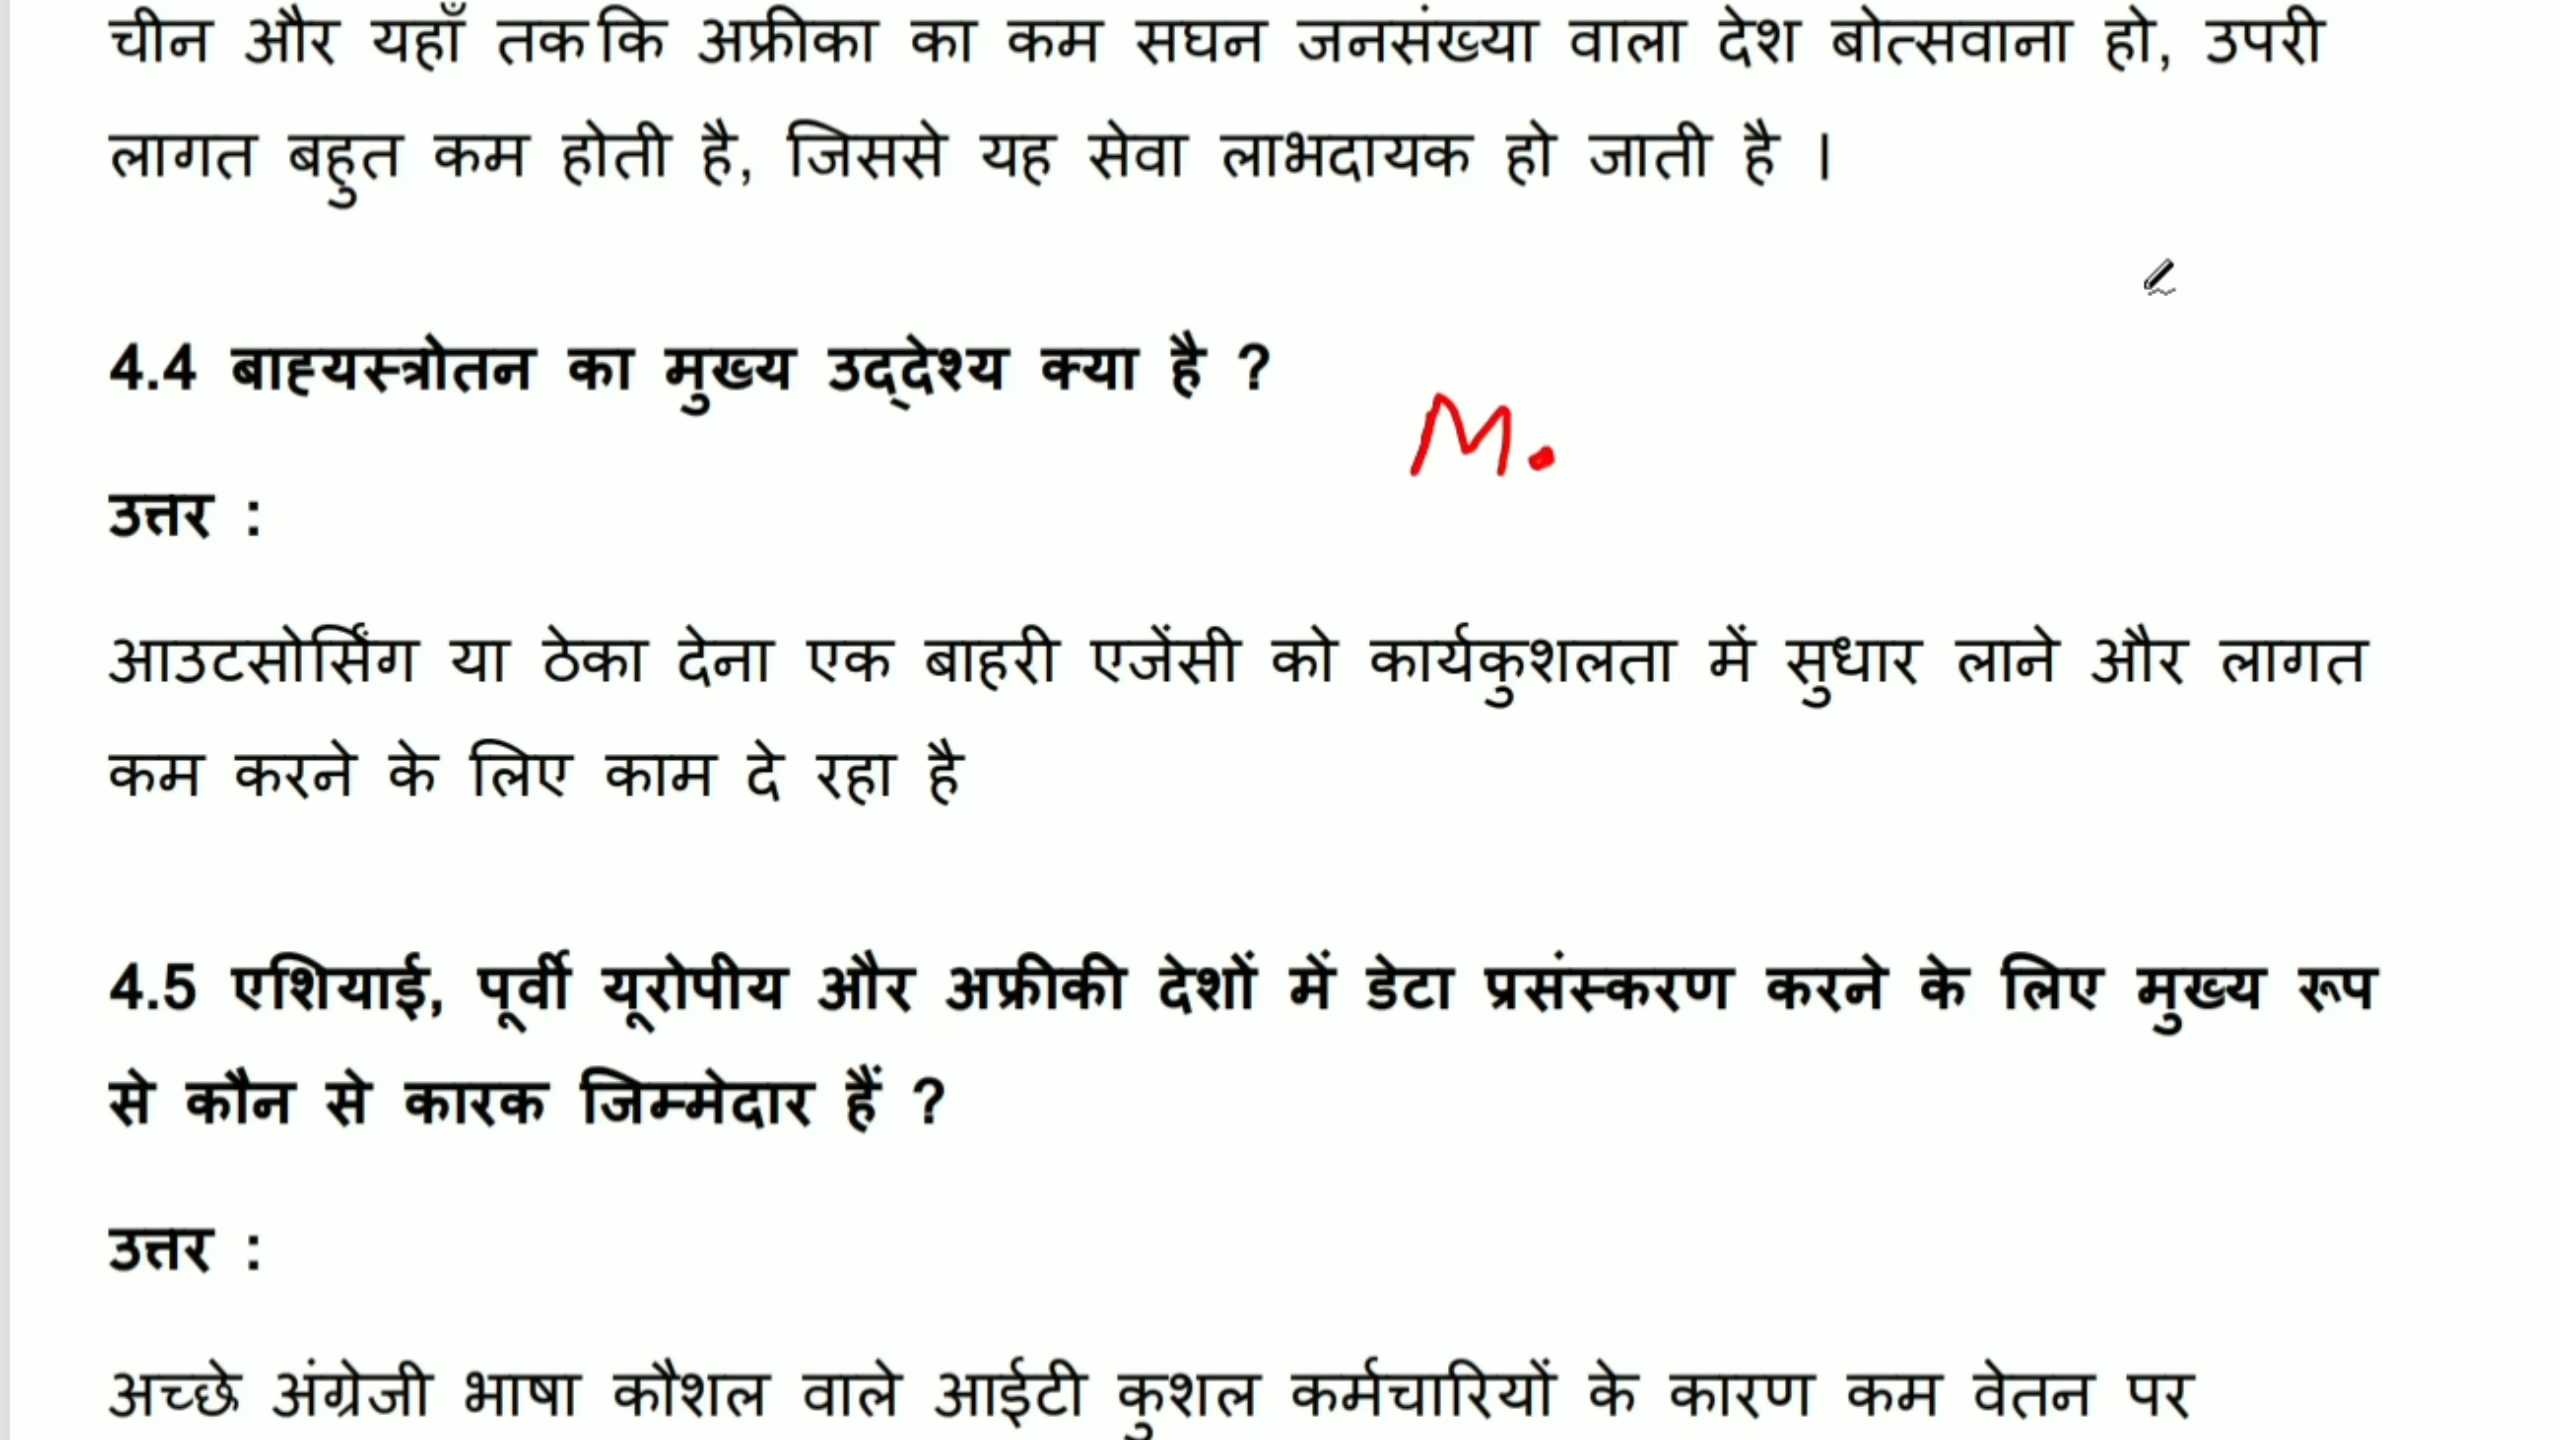 चीन और यहाँ तक कि अफ्रीका का कम सघन जनसंख्या वाला देश बोत्सवाना हो, उपरी
लागत बहुत कम होती है, जिससे यह सेवा लाभदायक हो जाती है ।
4.4 बाह्यस्त्रोतन का मुख्य उद्देश्य क्या है ?
M.
उत्तर :
आउटसोर्सिंग या ठेका देना एक बाहरी एजेंसी को कार्यकुशलता में सुधार लाने और लागत
कम करने के लिए काम दे रहा है
4.5 एशियाई, पूर्वी यूरोपीय और अफ्रीकी देशों में डेटा प्रसंस्करण करने के लिए मुख्य रूप
से कौन से कारक जिम्मेदार हैं ?
उत्तर :
अच्छे अंग्रेजी भाषा कौशल वाले आईटी कुशल कर्मचारियों के कारण कम वेतन पर